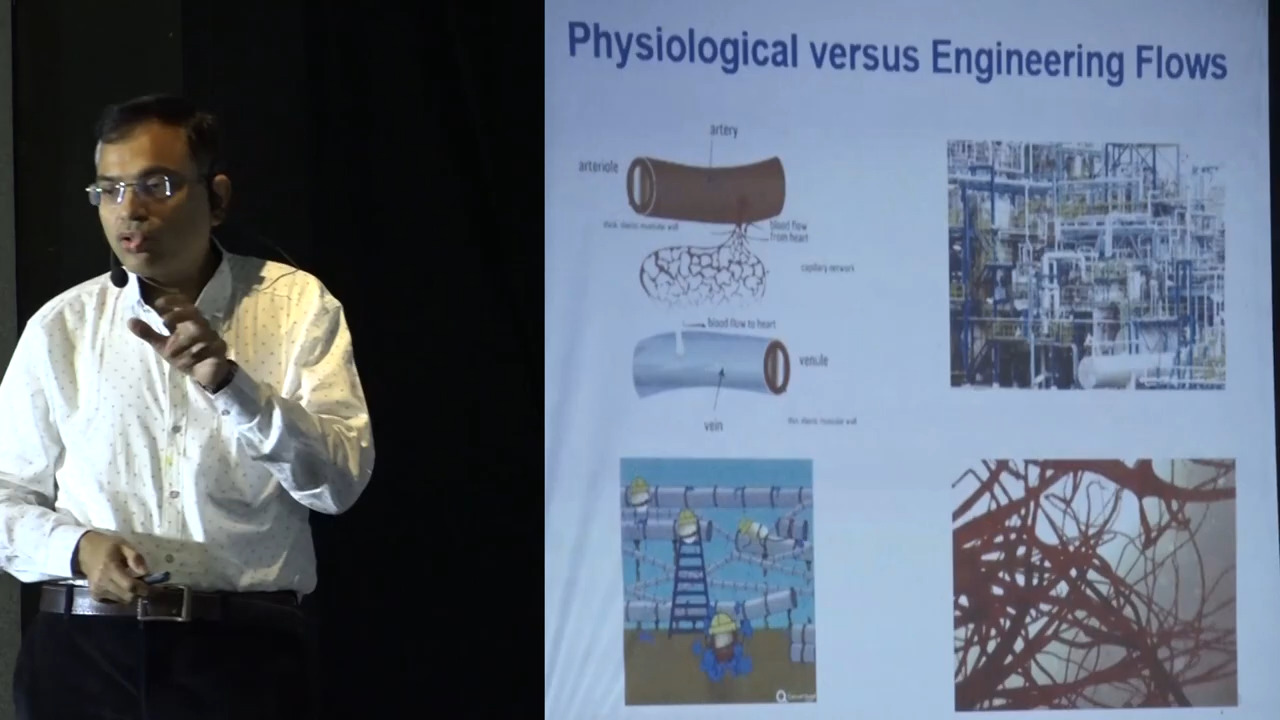 Physiological versus Engineering Flows
artery
arteriole
thick elastic muscular wall
blood flow
from heart
capillary network
blood flow to heart
venule
vein
thin elastic muscular wall